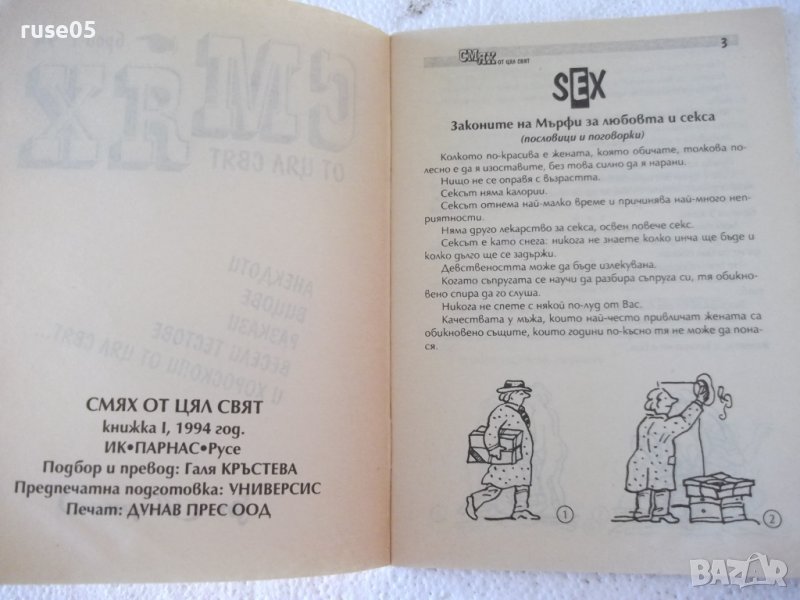 ruse05
СМЯХ ОТ ЦЯЛ СВЯТ
книжка I, 1994 год.
ИК•ПАРНАС•Русе
Подбор и превод: Галя КРЪСТЕВА
Предпечатна подготовка: УНИВЕРСИС
Печат: ДУНАВ ПРЕС ООД
СМЯХ ОТ ЦЯЛ СВЯТ
3
SEX
Законите на Мърфи за любовта и секса
(пословици и поговорки)
Колкото по-красива е жената, която обичате, толкова по-
лесно е да я изоставите, без това силно да я нарани.
Нищо не се оправя с възрастта.
Сексът няма калории.
Сексът отнема най-малко време и причинява най-много неп-
риятности.
Няма друго лекарство за секса, освен повече секс.
Сексът е като снега: никога не знаете колко инча ще бъде и
колко дълго ще се задържи.
Девствеността може да бъде излекувана.
Когато съпругата се научи да разбира съпруга си, тя обикно-
вено спира да го слуша.
Никога не спете с някой по-луд от Вас.
Качествата у мъжа, които най-често привличат жената са
обикновено същите, които години по-късно тя не може да пона-
ся.
1
2
BAZAR
bg
СМЯХ
ОТ ЦЯЛ СВЯТ
АНЕКДОТИ
ВИЦОВЕ
РАЗКАЗИ
ВЕСЕЛИ ТЕСТОВЕ
И ХОРОСКОПИ ОТ ЦЯЛ СВЯТ